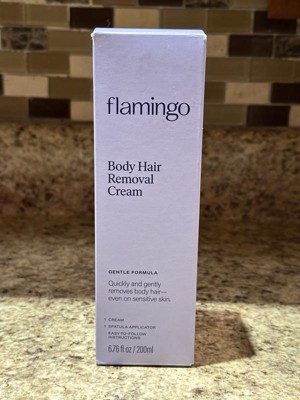 flamingo
Body Hair
Removal
Cream
GENTLE FORMULA
Quickly and gently
removes body hair—
even on sensitive skin.
1 CREAM
1 SPATULA APPLICATOR
EASY-TO-FOLLOW
INSTRUCTIONS
6.76 fl oz / 200ml